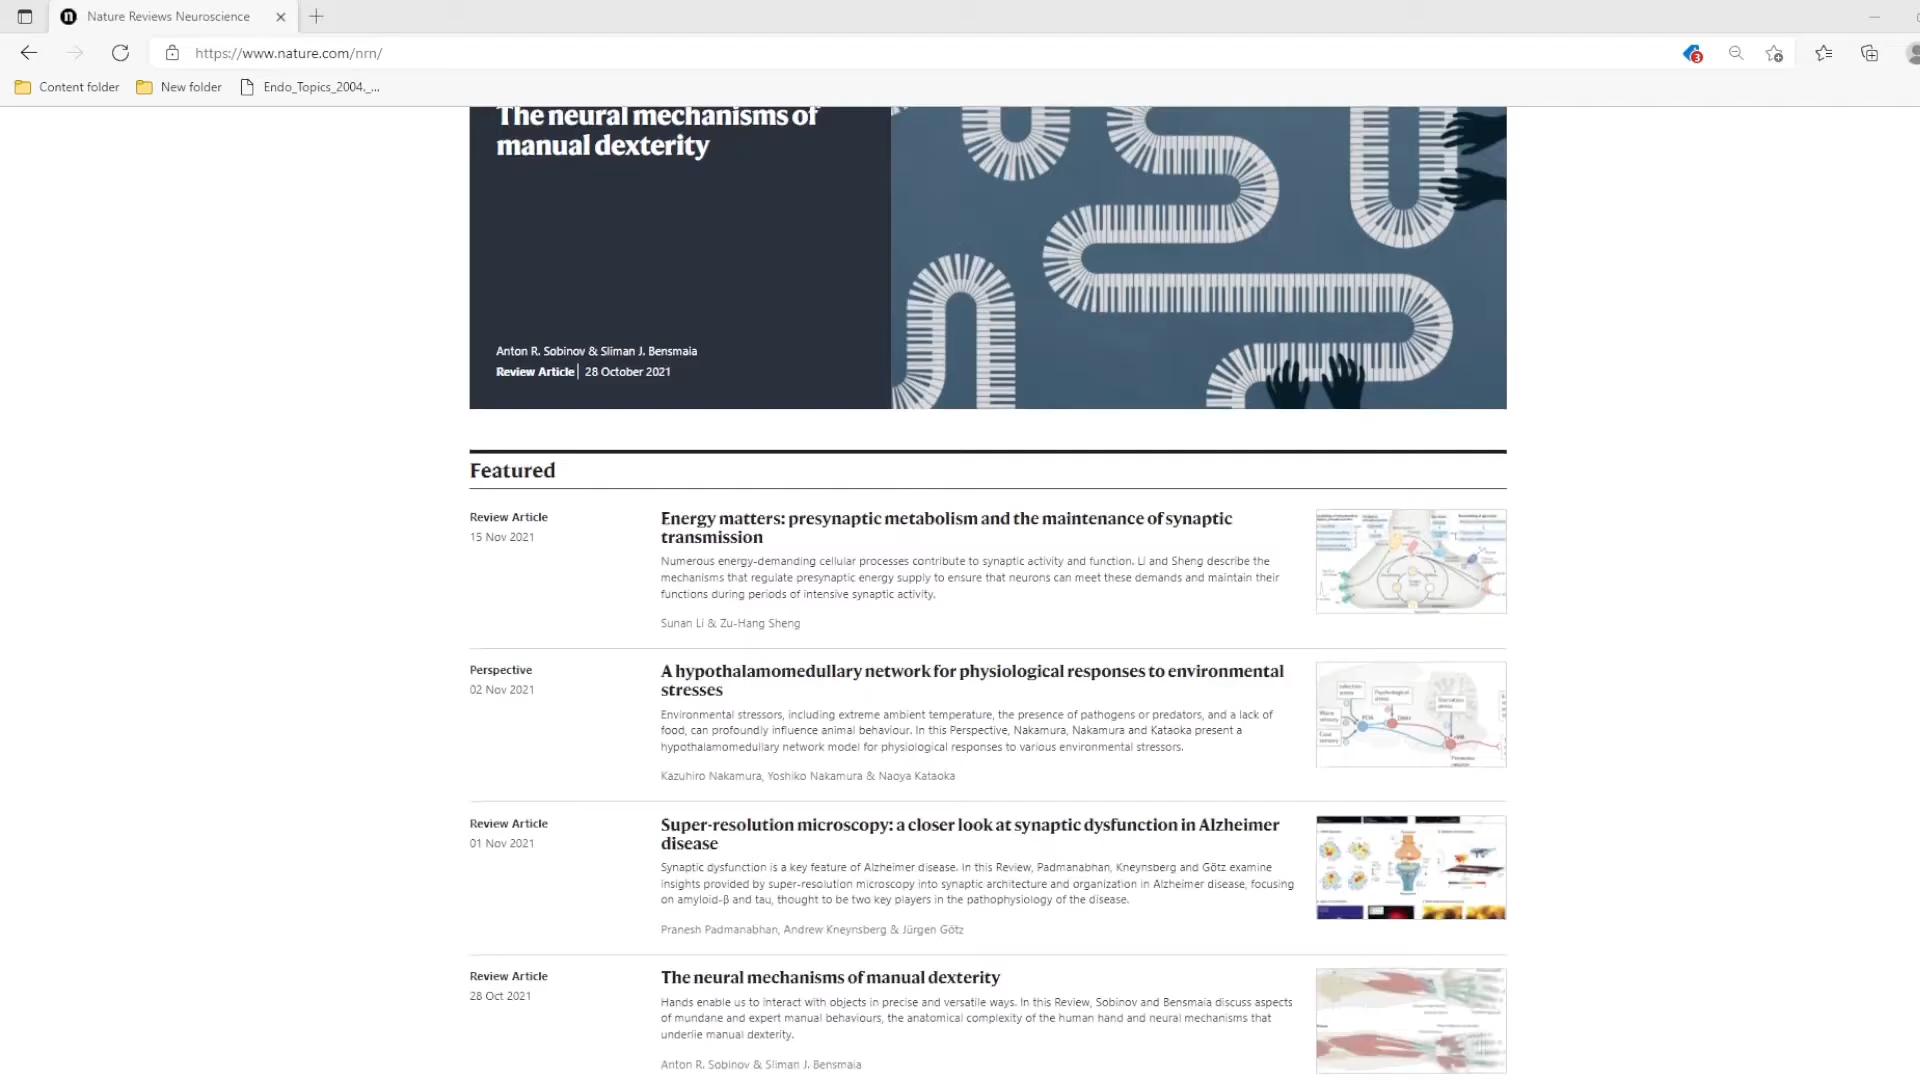 Nature Reviews Neuroscience
https://www.nature.com/nrn/
3
Content folder
New folder
Endo_Topics_2004._...
The neural mechanisms of
manual dexterity
Anton R. Sobinov & Sliman J. Bensmaia
Review Article | 28 October 2021
Featured
Review Article
15 Nov 2021
Energy matters: presynaptic metabolism and the maintenance of synaptic
transmission
Numerous energy-demanding cellular processes contribute to synaptic activity and function. Li and Sheng describe the
mechanisms that regulate presynaptic energy supply to ensure that neurons can meet these demands and maintain their
functions during periods of intensive synaptic activity.
Sunan Li & Zu-Hang Sheng
Perspective
02 Nov 2021
A hypothalamomedullary network for physiological responses to environmental
stresses
Environmental stressors, including extreme ambient temperature, the presence of pathogens or predators, and a lack of
food, can profoundly influence animal behaviour. In this Perspective, Nakamura, Nakamura and Kataoka present a
hypothalamomedullary network model for physiological responses to various environmental stressors.
Kazuhiro Nakamura, Yoshiko Nakamura & Naoya Kataoka
Review Article
01 Nov 2021
Super-resolution microscopy: a closer look at synaptic dysfunction in Alzheimer
disease
Synaptic dysfunction is a key feature of Alzheimer disease. In this Review, Padmanabhan, Kneynsberg and Götz examine
insights provided by super-resolution microscopy into synaptic architecture and organization in Alzheimer disease, focusing
on amyloid-β and tau, thought to be two key players in the pathophysiology of the disease.
Pranesh Padmanabhan, Andrew Kneynsberg & Jürgen Götz
Review Article
28 Oct 2021
The neural mechanisms of manual dexterity
Hands enable us to interact with objects in precise and versatile ways. In this Review, Sobinov and Bensmaia discuss aspects
of mundane and expert manual behaviours, the anatomical complexity of the human hand and neural mechanisms that
underlie manual dexterity.
Anton R. Sobinov & Sliman J. Bensmaia